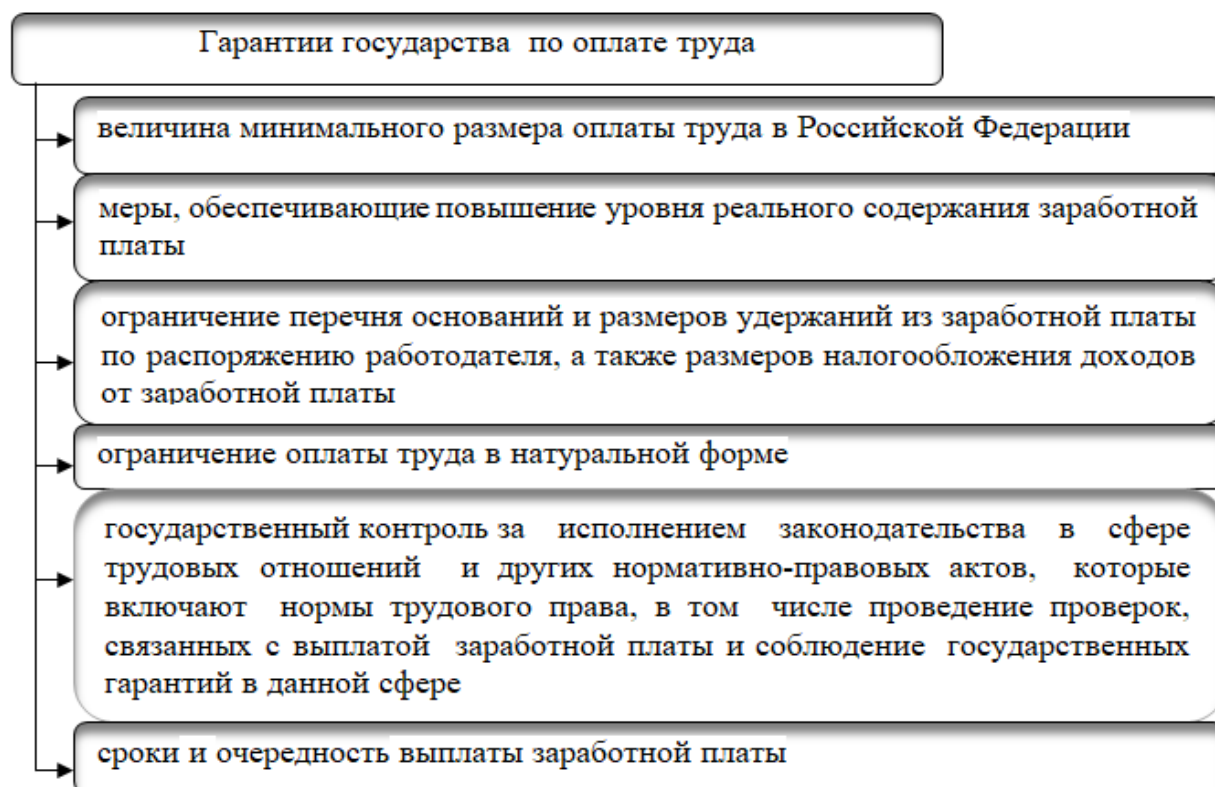 Гарантии государства по оплате труда
величина минимального размера оплаты труда в Российской Федерации
меры, обеспечивающие повышение уровня реального содержания заработной
платы
ограничение перечня оснований и размеров удержаний из заработной платы
по распоряжению работодателя, а также размеров налогообложения доходов
от заработной платы
ограничение оплаты труда в натуральной форме
государственный контроль за исполнением законодательства в сфере
трудовых отношений и других нормативно-правовых актов, которые
включают нормы трудового права, в том числе проведение проверок,
связанных с выплатой заработной платы и соблюдение государственных
гарантий в данной сфере
сроки и очередность выплаты заработной платы